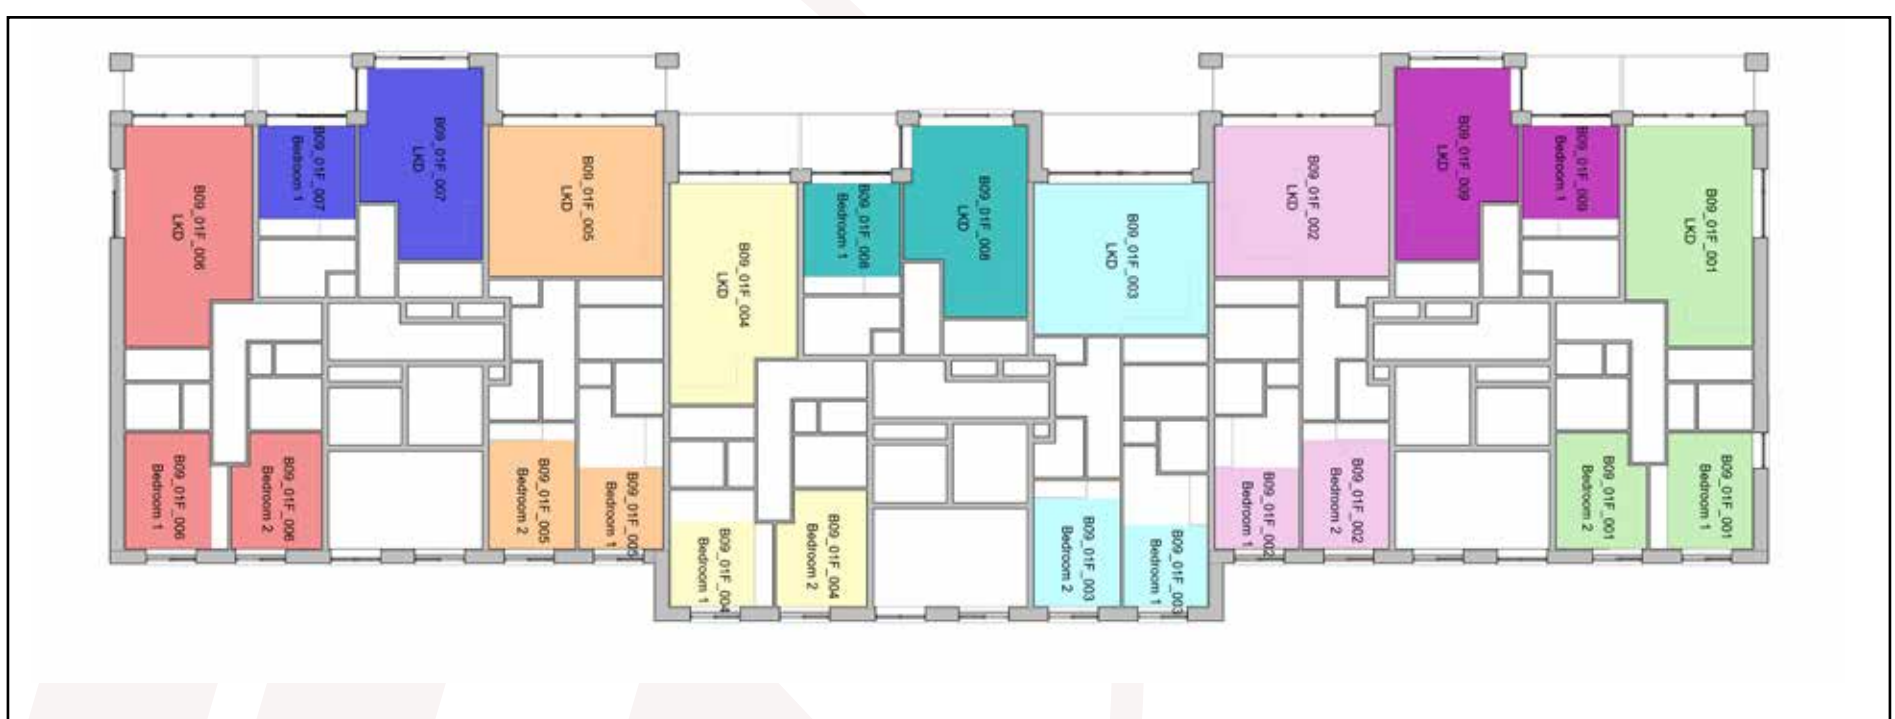 B09_01F_006
LKD
B09_01F_007
Bedroom 1
B09_01F_007
LKD
B09_01F_005
LKD
B09_01F_004
LKD
B09_01F_008
Bedroom 1
B09_01F_008
LKD
B09_01F_003
LKD
B09_01F_002
LKD
B09_01F_009
LKD
B09_01F_009
Bedroom 1
B09_01F_001
LKD
B09_01F_006
Bedroom 1
B09_01F_006
Bedroom 2
B09_01F_005
Bedroom 2
B09_01F_005
Bedroom 1
B09_01F_004
Bedroom 1
B09_01F_004
Bedroom 2
B09_01F_003
Bedroom 2
B09_01F_003
Bedroom 1
B09_01F_002
Bedroom 1
B09_01F_002
Bedroom 2
B09_01F_001
Bedroom 2
B09_01F_001
Bedroom 1